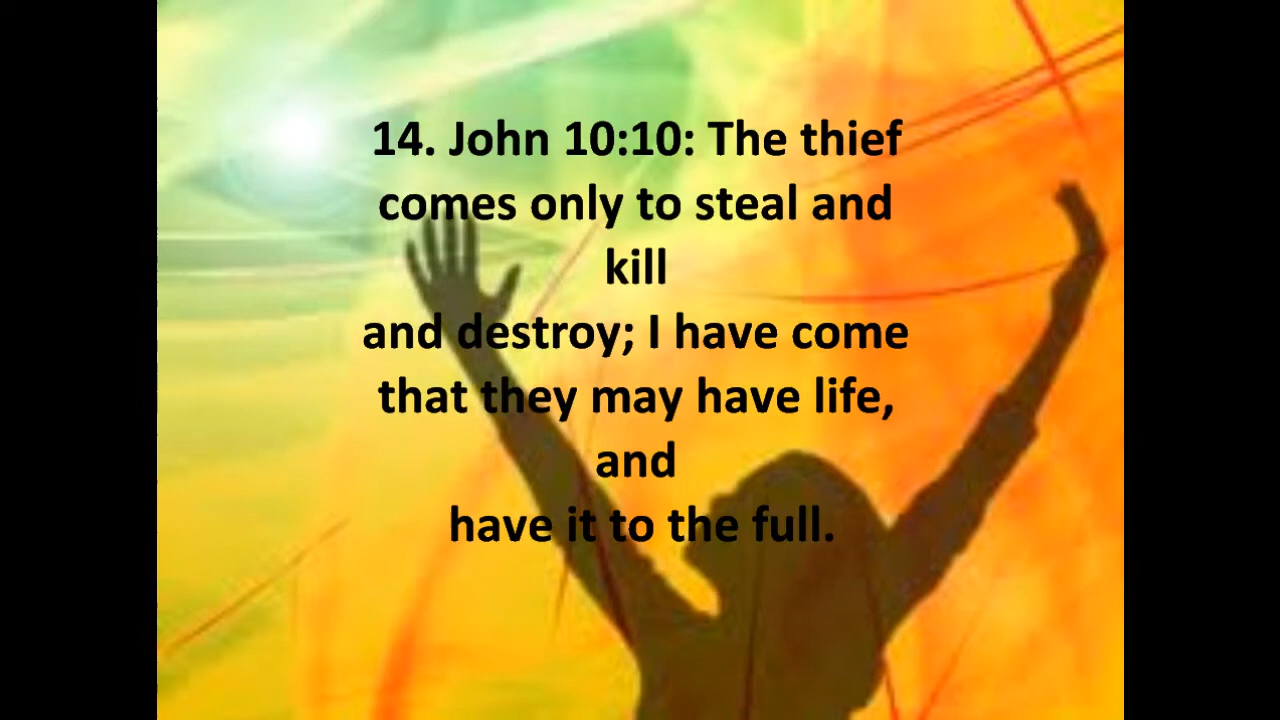 14. John 10:10: The thief
comes only to steal and
kill
and destroy; I have come
that they may have life,
and
have it to the full.